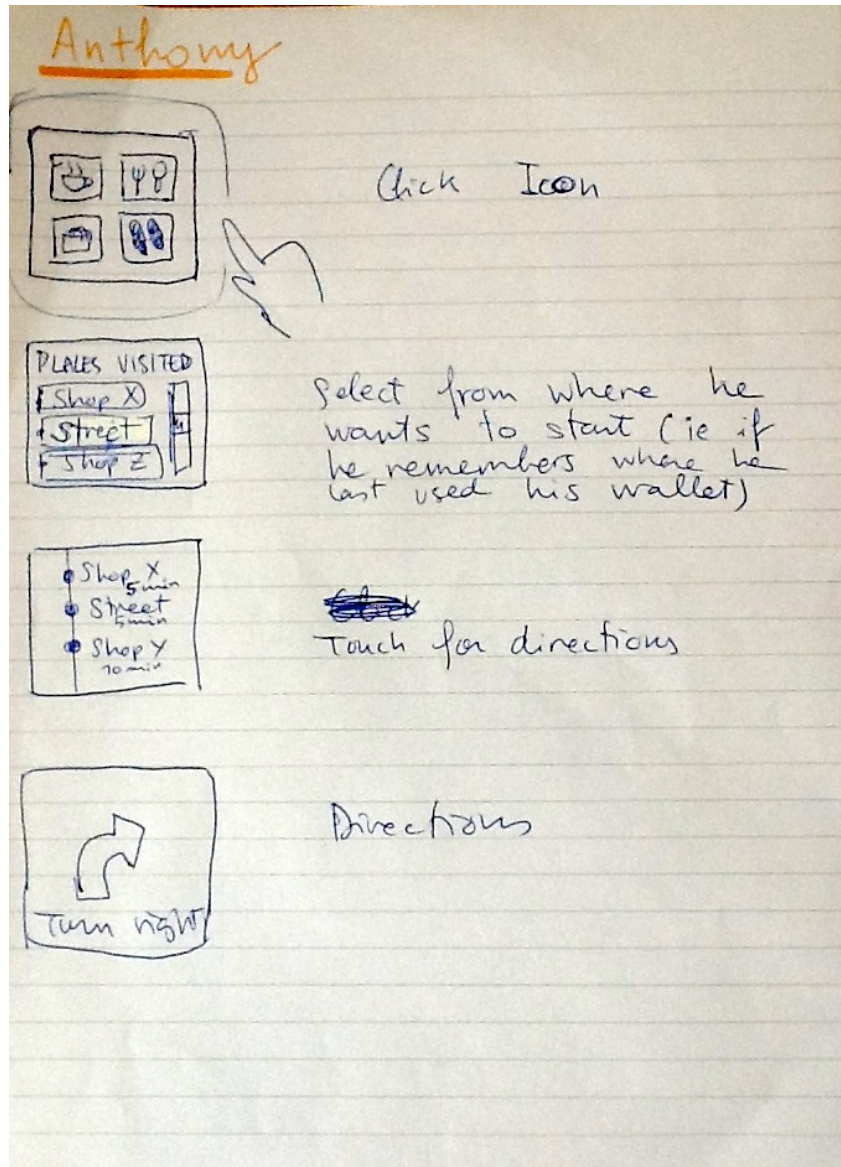 Anthony
Click Icon
PLACES VISITED
Shop X
Street
Shop Z
Select from where he
wants to start (ie if
he remembers where he
last used his wallet)
Shop X
5 min
Street
5 min
Shop Y
10 min
Touch for directions
Directions
Turn right